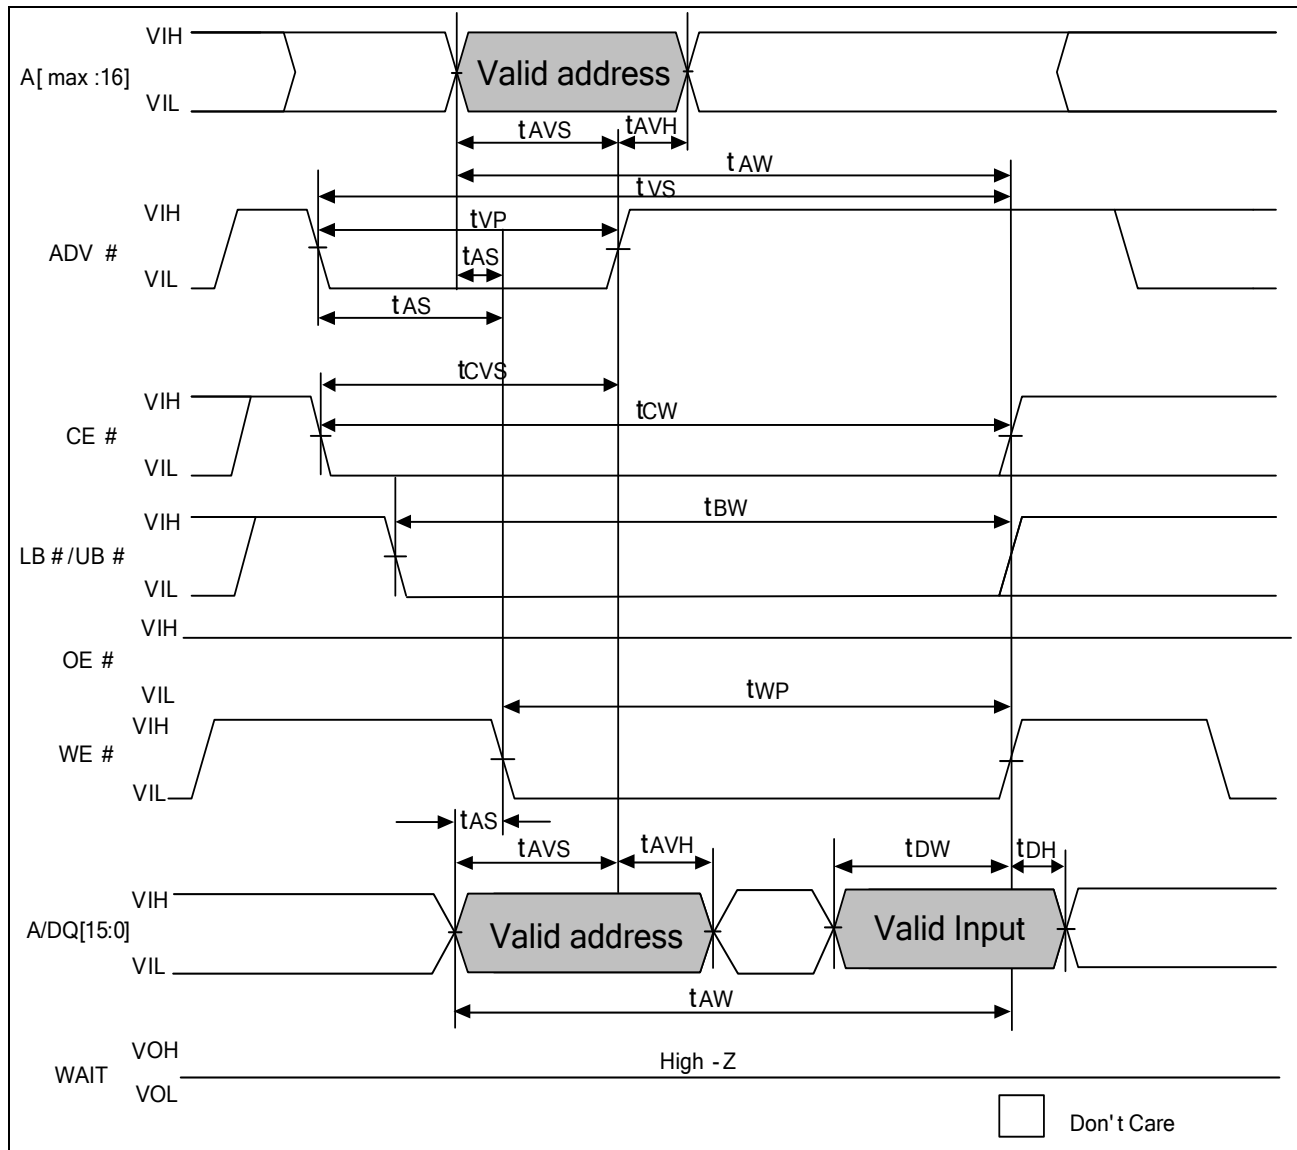 VIH
A[ max :16]
VIL
Valid address
tAVS
tAVH
tAW
tVS
VIH
tVP
ADV #
tAS
VIL
tAS
tCVS
VIH
tCW
CE #
VIL
VIH
tBW
LB #/UB #
VIL
VIH
OE #
VIL
tWP
VIH
WE #
VIL
tAS
tAVS
tAVH
tDW
tDH
VIH
A/DQ[15:0]
Valid address
Valid Input
VIL
tAW
VOH
WAIT
High -Z
VOL
Don't Care